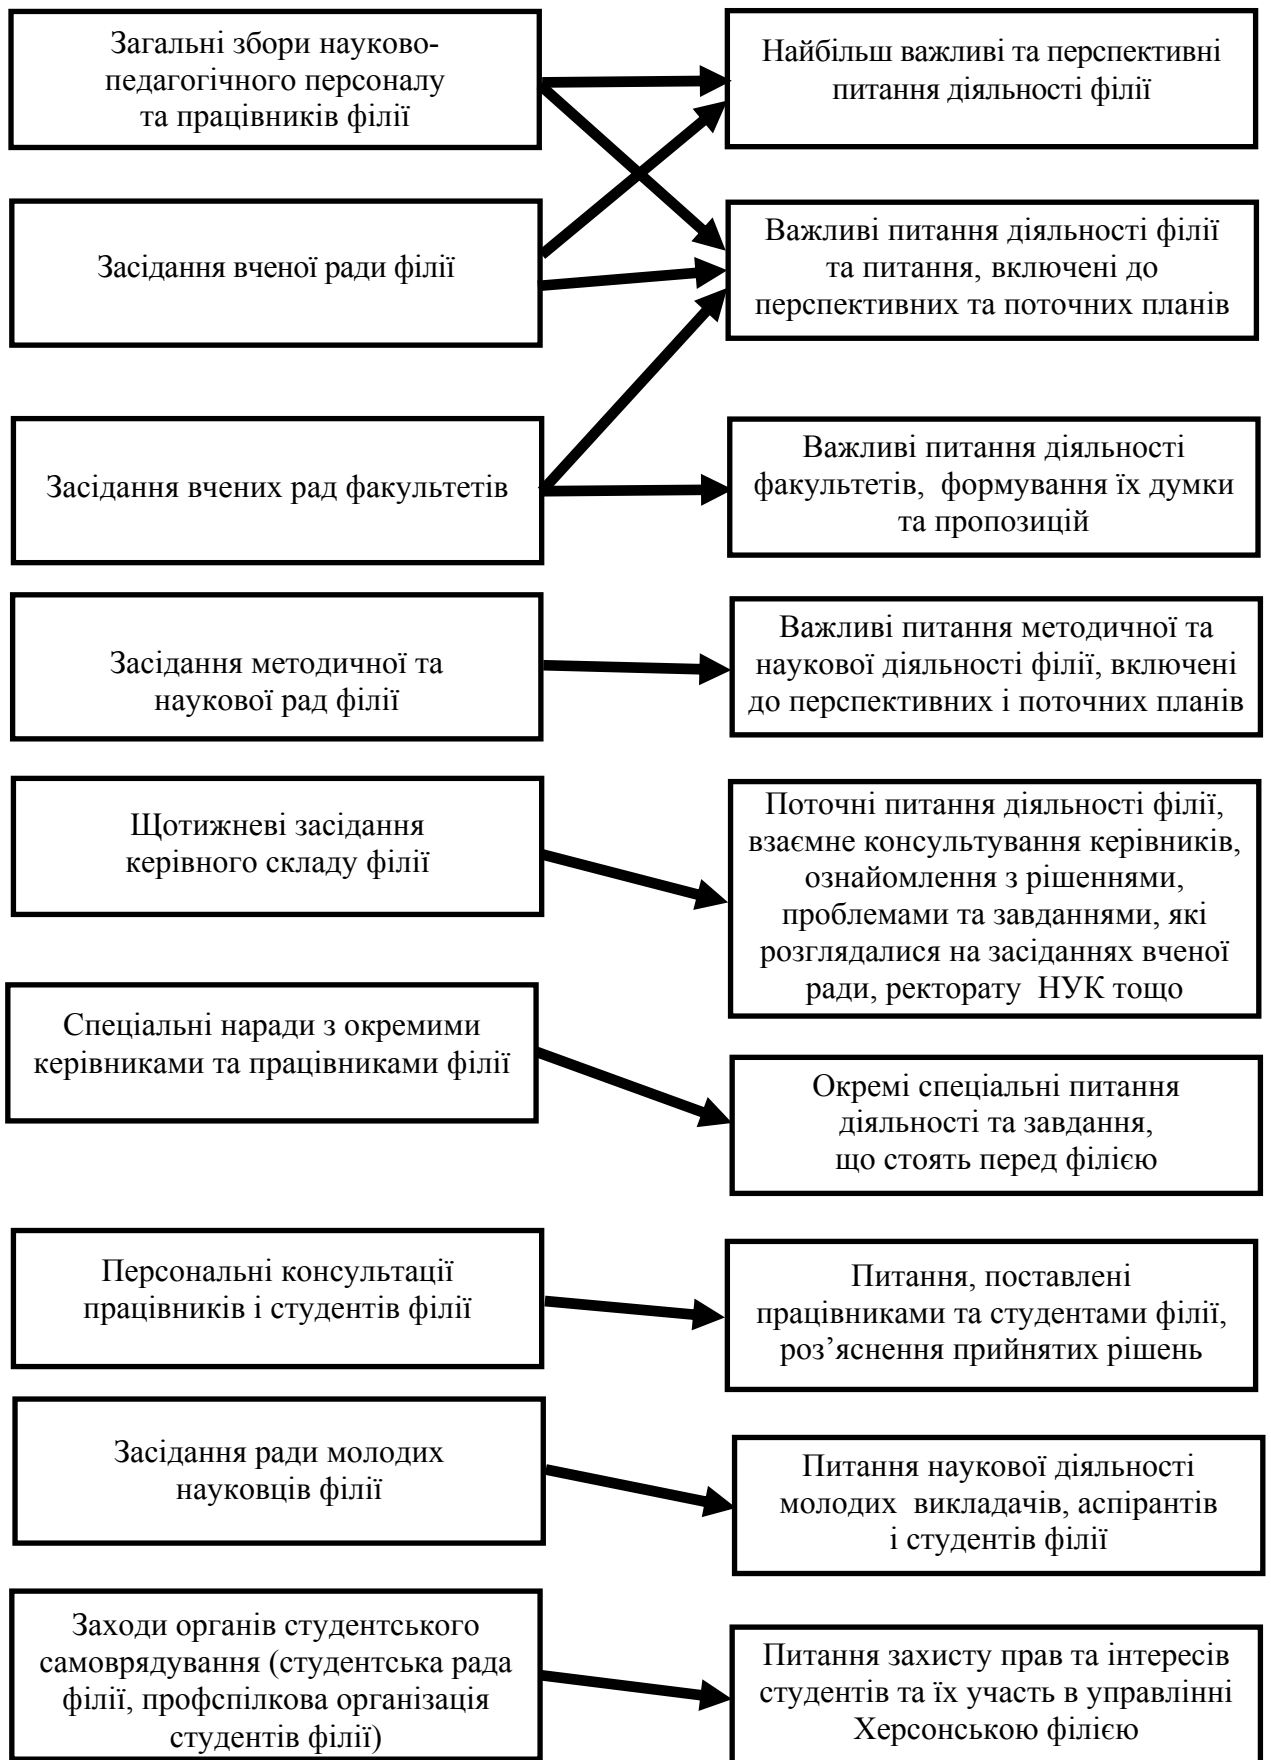 Загальні збори науково-
педагогічного персоналу
та працівників філії
Найбільш важливі та перспективні
питання діяльності філії
Засідання вченої ради філії
Важливі питання діяльності філії
та питання, включені до
перспективних та поточних планів
Засідання вчених рад факультетів
Важливі питання діяльності
факультетів, формування їх думки
та пропозицій
Засідання методичної та
наукової рад філії
Важливі питання методичної та
наукової діяльності філії, включені
до перспективних і поточних планів
Щотижневі засідання
керівного складу філії
Поточні питання діяльності філії,
взаємне консультування керівників,
ознайомлення з рішеннями,
проблемами та завданнями, які
розглядалися на засіданнях вченої
ради, ректорату НУК тощо
Спеціальні наради з окремими
керівниками та працівниками філії
Окремі спеціальні питання
діяльності та завдання,
що стоять перед філією
Персональні консультації
працівників і студентів філії
Питання, поставлені
працівниками та студентами філії,
роз’яснення прийнятих рішень
Засідання ради молодих
науковців філії
Питання наукової діяльності
молодих викладачів, аспірантів
і студентів філії
Заходи органів студентського
самоврядування (студентська рада
філії, профспілкова організація
студентів філії)
Питання захисту прав та інтересів
студентів та їх участь в управлінні
Херсонською філією